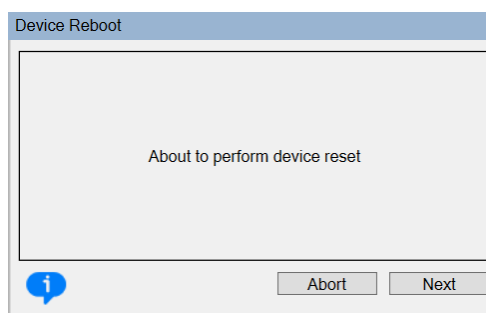 Device Reboot
About to perform device reset
i
Abort
Next